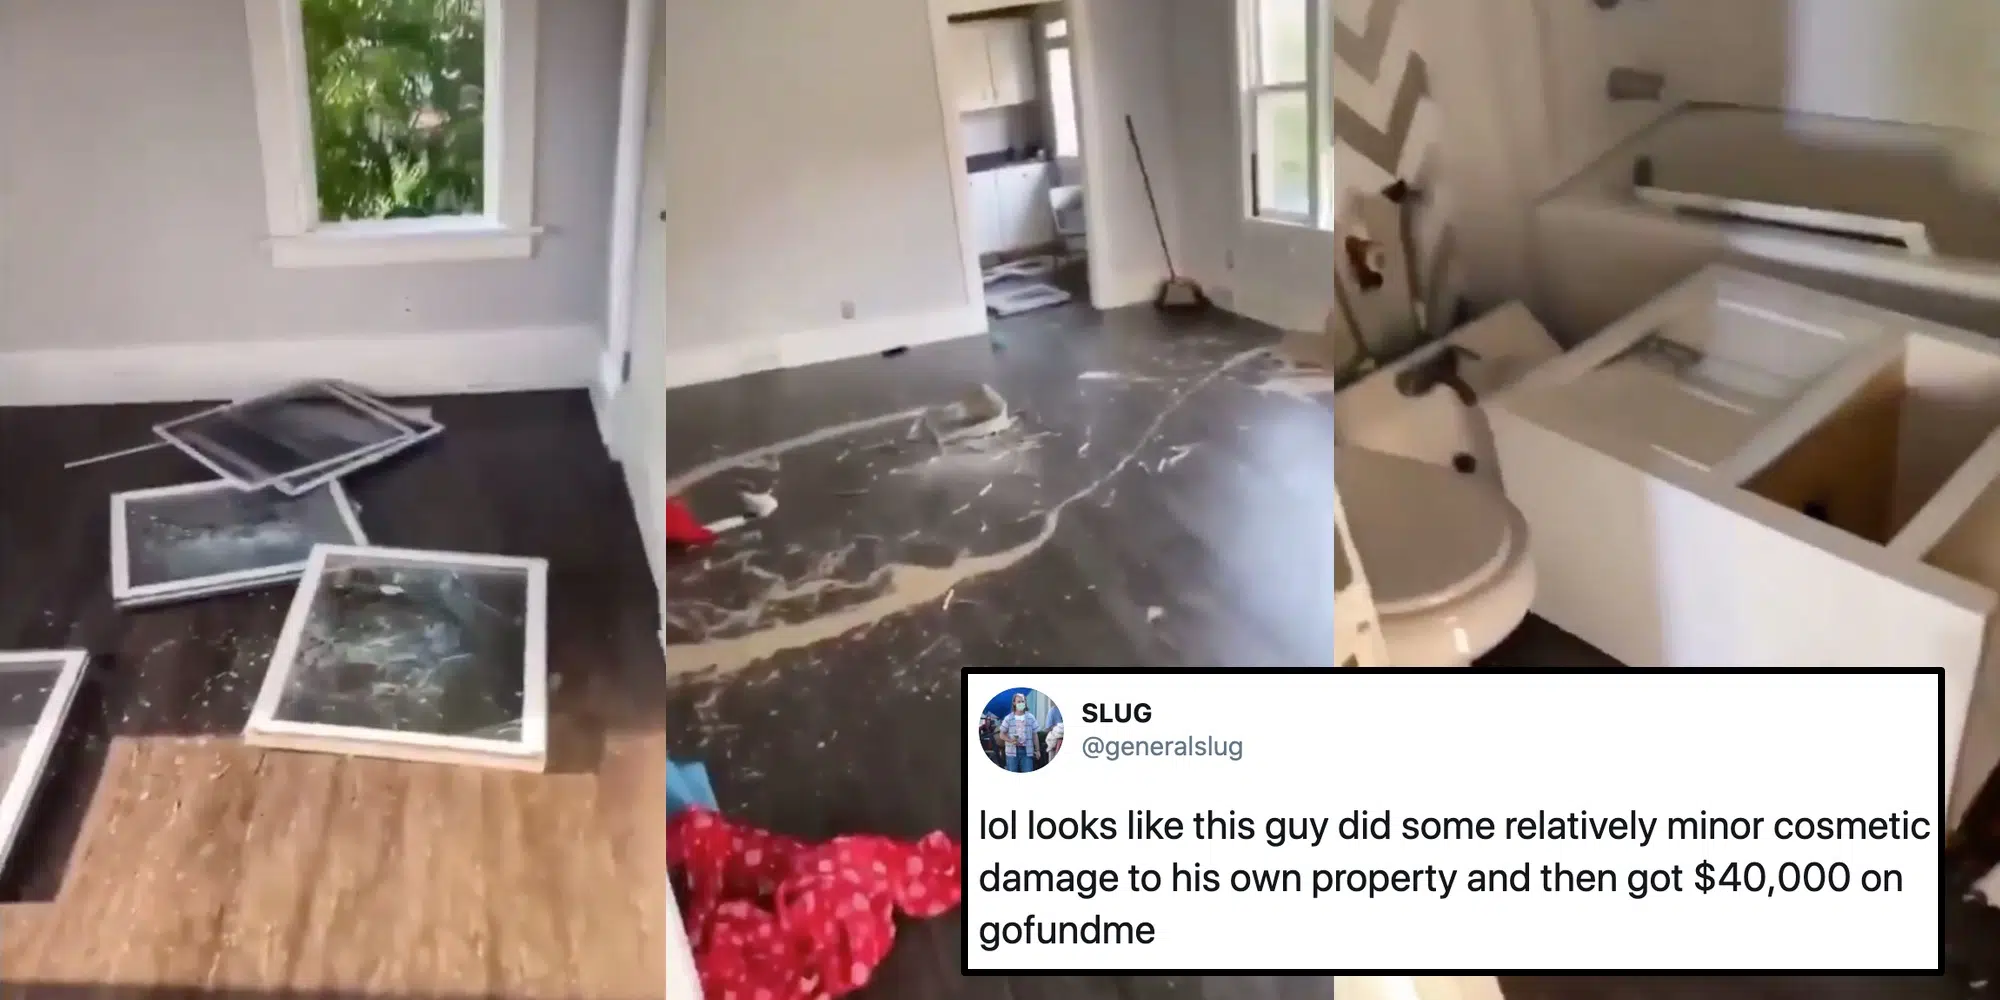 SLUG
@generalslug
lol looks like this guy did some relatively minor cosmetic
damage to his own property and then got $40,000 on
gofundme